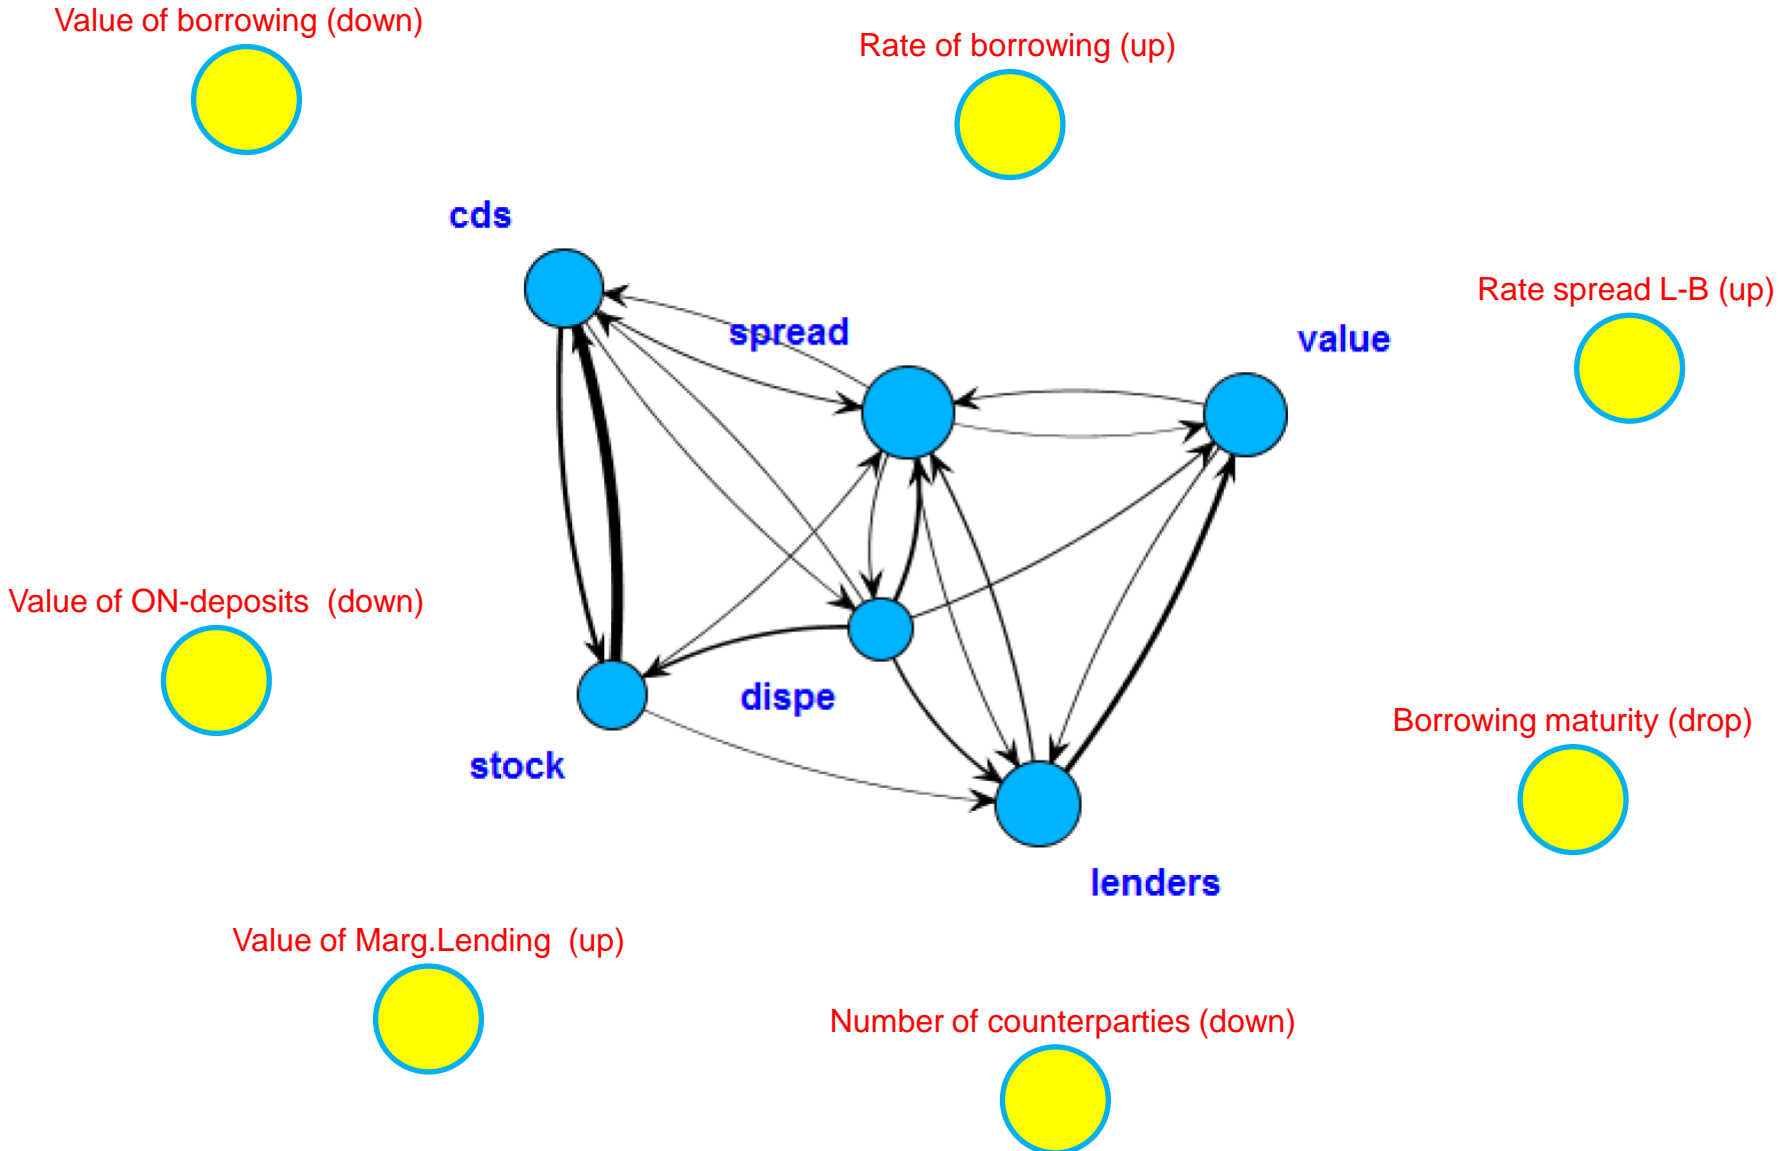 Value of borrowing (down)
Rate of borrowing (up)
cds
Rate spread L-B (up)
spread
value
Value of ON-deposits  (down)
dispe
Borrowing maturity (drop)
stock
lenders
Value of Marg.Lending  (up)
Number of counterparties (down)